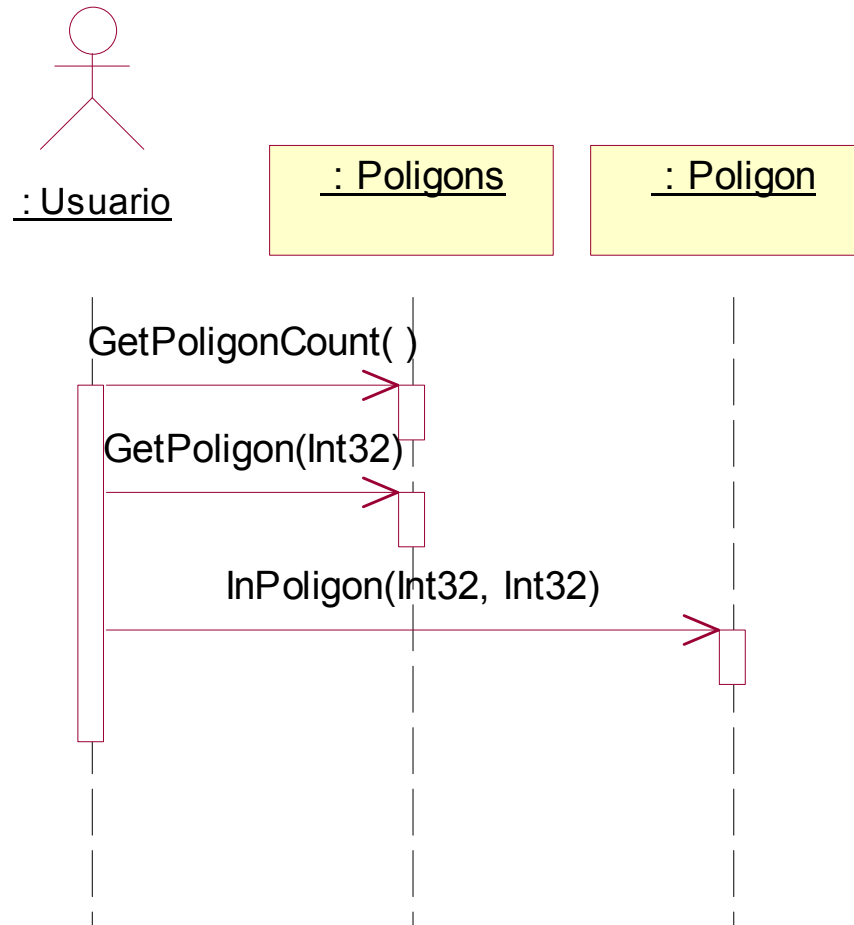 : Usuario
: Poligons
: Poligon
GetPoligonCount( )
GetPoligon(Int32)
InPoligon(Int32, Int32)